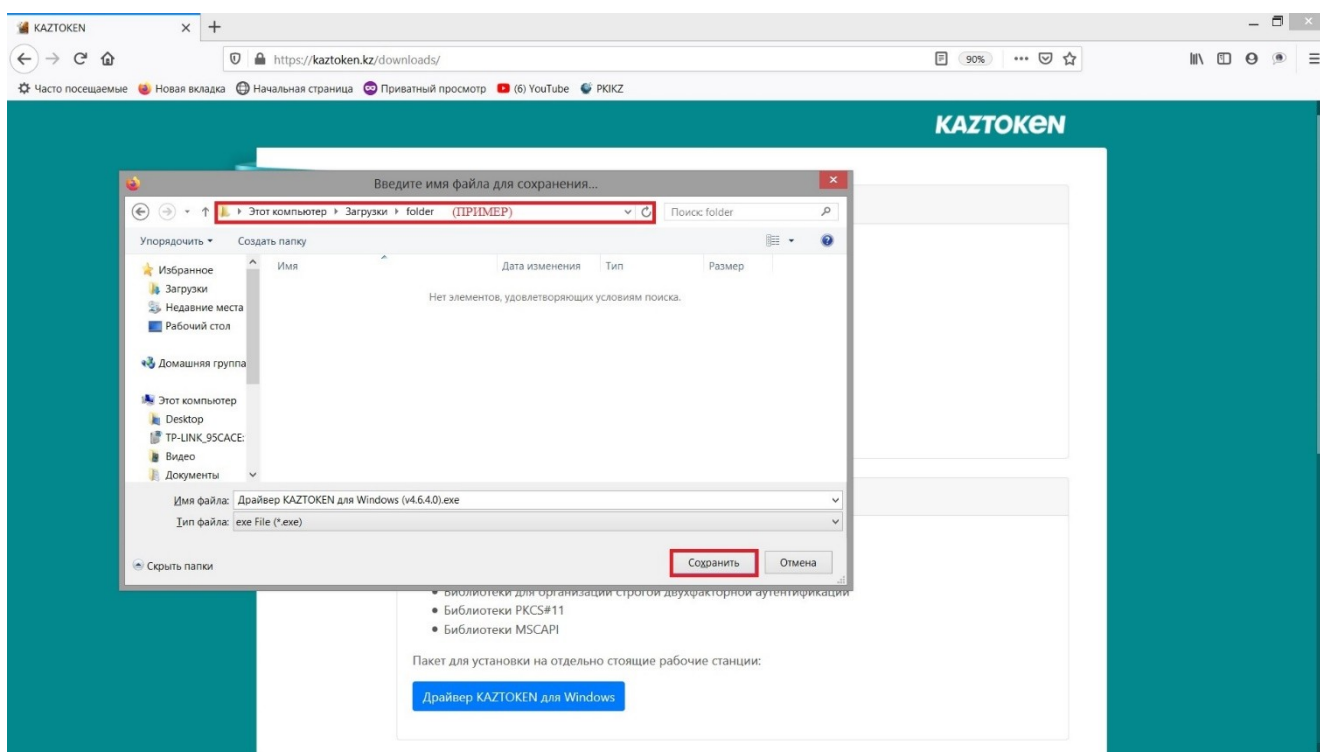 KAZTOKEN
https://kaztoken.kz/downloads/
90%
Часто посещаемые Новая вкладка Начальная страница Приватный просмотр (6) YouTube PKIKZ
KAZTOKEN
Введите имя файла для сохранения...
Этот компьютер Загрузки folder (ПРИМЕР) Поиск: folder
Упорядочить Создать папку
Имя Дата изменения Тип Размер
Нет элементов, удовлетворяющих условиям поиска.
Избранное
Загрузки
Недавние места
Рабочий стол
Домашняя группа
Этот компьютер
Desktop
TP-LINK_95CACE:
Видео
Документы
Имя файла: Драйвер KAZTOKEN для Windows (v4.6.4.0).exe
Тип файла: exe File (*.exe)
Скрыть папки Сохранить Отмена
Библиотеки для организации строгой двухфакторной аутентификации
Библиотеки PKCS#11
Библиотеки MSCAPI
Пакет для установки на отдельно стоящие рабочие станции:
Драйвер KAZTOKEN для Windows